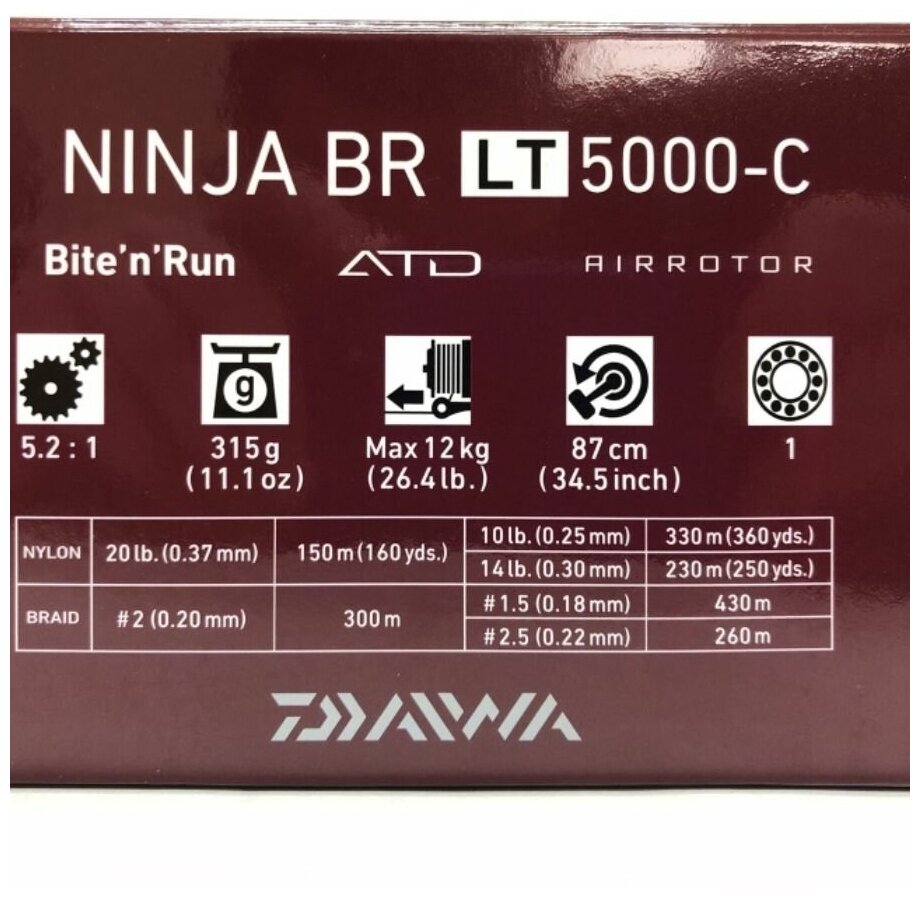 NINJA BR LT 5000-C
Bite'n'Run ATD AIRROTOR
g
5.2 : 1 315g Max 12 kg 87 cm 1
(11.1 oz) (26.4 lb.) (34.5 inch)
NYLON 20 lb. (0.37 mm) 150 m (160 yds.) 10 lb. (0.25 mm) 330 m (360 yds.)
14 lb. (0.30 mm) 230 m (250 yds.)
BRAID #2 (0.20 mm) 300 m #1.5 (0.18 mm) 430 m
#2.5 (0.22 mm) 260 m
DAIWA